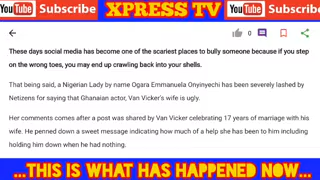 YouTube Subscribe XPRESS TV YouTube Subscribe
0
These days social media has become one of the scariest places to bully someone because if you step
on the wrong toes, you may end up crawling back into your shells.
That being said, a Nigerian Lady by name Ogara Emmanuela Onyinyechi has been severely lashed by
Netizens for saying that Ghanaian actor, Van Vicker's wife is ugly.
Her comments comes after a post was shared by Van Vicker celebrating 17 years of marriage with his
wife. He penned down a sweet message indicating how much of a help she has been to him including
holding him down when he had nothing.
...THIS IS WHAT HAS HAPPENED NOW...